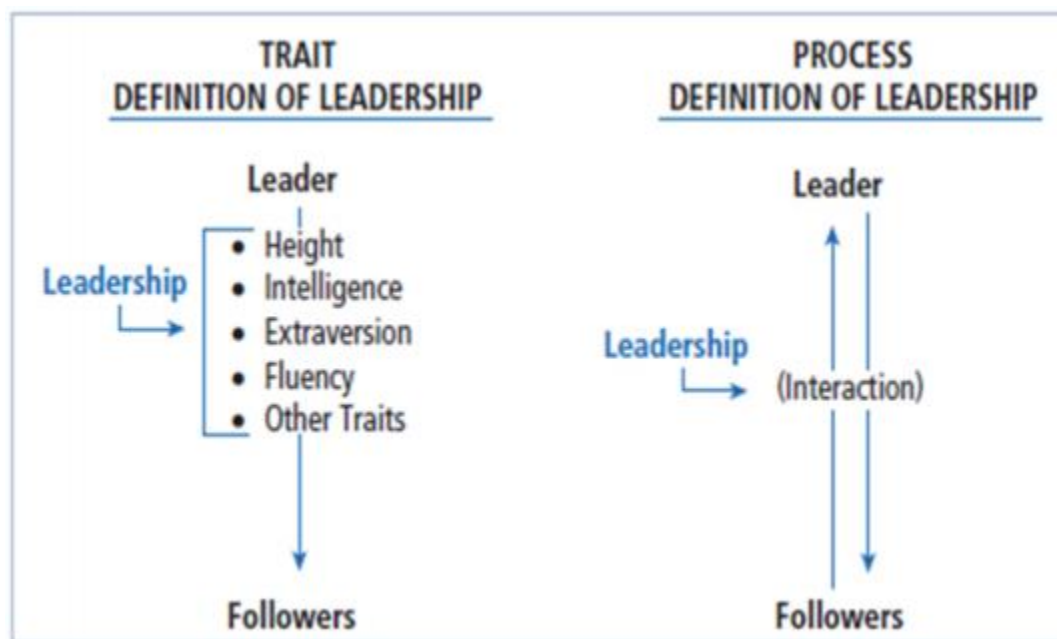 TRAIT
DEFINITION OF LEADERSHIP
Leader
Leadership
• Height
• Intelligence
• Extraversion
• Fluency
• Other Traits
Followers
PROCESS
DEFINITION OF LEADERSHIP
Leader
Leadership
(Interaction)
Followers